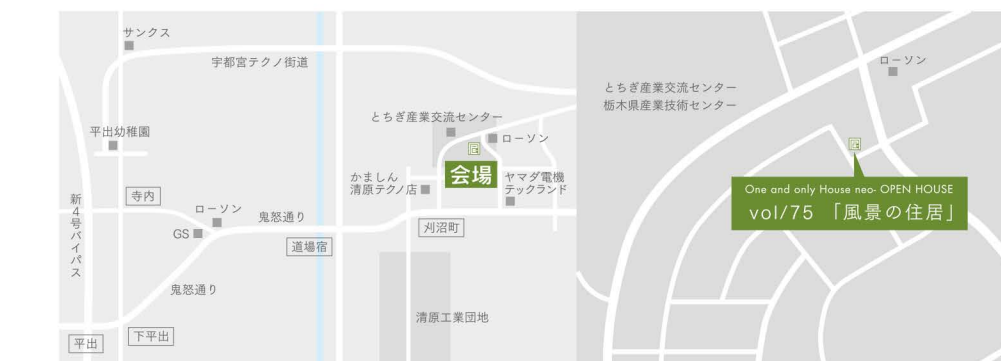 サンクス
宇都宮テクノ街道
平出幼稚園
とちぎ産業交流センター
ローソン
会場
かましん
清原テクノ店
ヤマダ電機
テックランド
新4号バイパス
寺内
ローソン
GS
鬼怒通り
道場宿
刈沼町
鬼怒通り
清原工業団地
平出
下平出
ローソン
とちぎ産業交流センター
栃木県産業技術センター
One and only House neo- OPEN HOUSE
vol/75 「風景の住居」